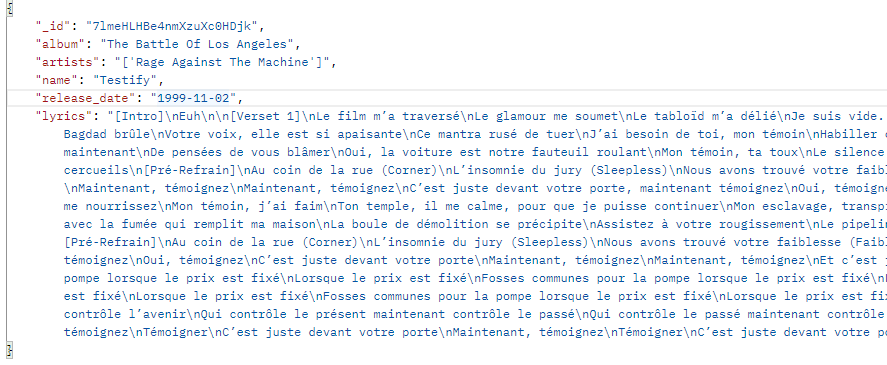 {
"_id": "7lmeHLHBe4nmXzuXc0HDjk",
"album": "The Battle Of Los Angeles",
"artists": "['Rage Against The Machine']",
"name": "Testify",
"release_date": "1999-11-02",
"lyrics": "[Intro]\nEuh\n\n[Verset 1]\nLe film m’a traversé\nLe glamour me soumet\nLe tabloïd m’a délié\nJe suis vide.
Bagdad brûle\nVotre voix, elle est si apaisante\nCe mantra rusé de tuer\nJ’ai besoin de toi, mon témoin\nHabiller
maintenant\nDe pensées de vous blâmer\nOui, la voiture est notre fauteuil roulant\nMon témoin, ta toux\nLe silence
cercueils\n[Pré-Refrain]\nAu coin de la rue (Corner)\nL’insomnie du jury (Sleepless)\nNous avons trouvé votre
\nMaintenant, témoignez\nMaintenant, témoignez\nC’est juste devant votre porte, maintenant témoignez\nOui,
me nourrissez\nMon témoin, j’ai faim\nTon temple, il me calme, pour que je puisse continuer\nMon esclavage,
avec la fumée qui remplit ma maison\nLa boule de démolition se précipite\nAssistez à votre rougissement\nLe
[Pré-Refrain]\nAu coin de la rue (Corner)\nL’insomnie du jury (Sleepless)\nNous avons trouvé votre faiblesse
témoignez\nOui, témoignez\nC’est juste devant votre porte\nMaintenant, témoignez\nMaintenant, témoignez\nEt c’est
pompe lorsque le prix est fixé\nLorsque le prix est fixé\nFosses communes pour la pompe lorsque le prix est fixé
est fixé\nLorsque le prix est fixé\nFosses communes pour la pompe lorsque le prix est fixé\nLorsque le prix est
contrôle l’avenir\nQui contrôle le présent maintenant contrôle le passé\nQui contrôle le passé maintenant contrôle
témoignez\nTémoigner\nC’est juste devant votre porte\nMaintenant, témoignez\nTémoigner\nC’est juste devant votre
}